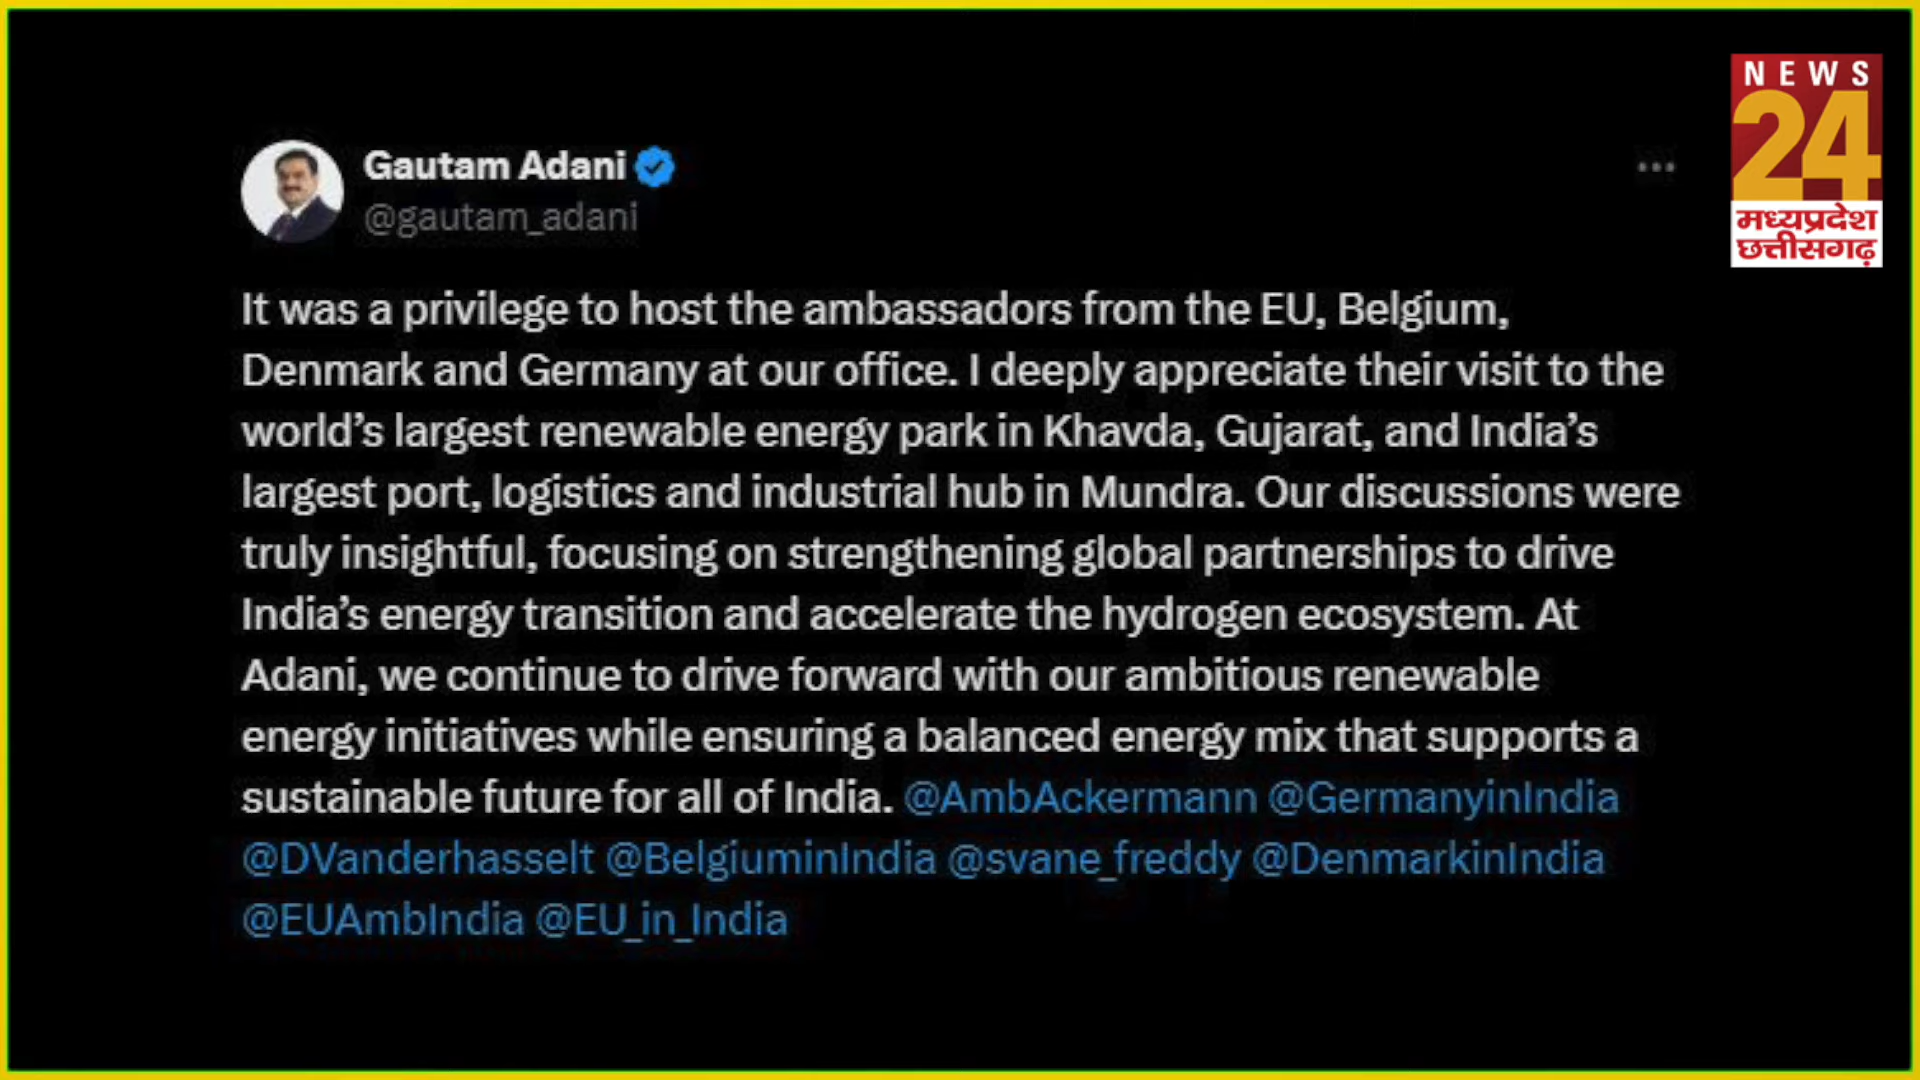 NEWS
24
मध्यप्रदेश
छत्तीसगढ़
Gautam Adani
@gautam_adani
It was a privilege to host the ambassadors from the EU, Belgium,
Denmark and Germany at our office. I deeply appreciate their visit to the
world’s largest renewable energy park in Khavda, Gujarat, and India’s
largest port, logistics and industrial hub in Mundra. Our discussions were
truly insightful, focusing on strengthening global partnerships to drive
India’s energy transition and accelerate the hydrogen ecosystem. At
Adani, we continue to drive forward with our ambitious renewable
energy initiatives while ensuring a balanced energy mix that supports a
sustainable future for all of India. @AmbAckermann @GermanyinIndia
@DVanderhasselt @BelgiuminIndia @svane_freddy @DenmarkinIndia
@EUAmbIndia @EU_in_India